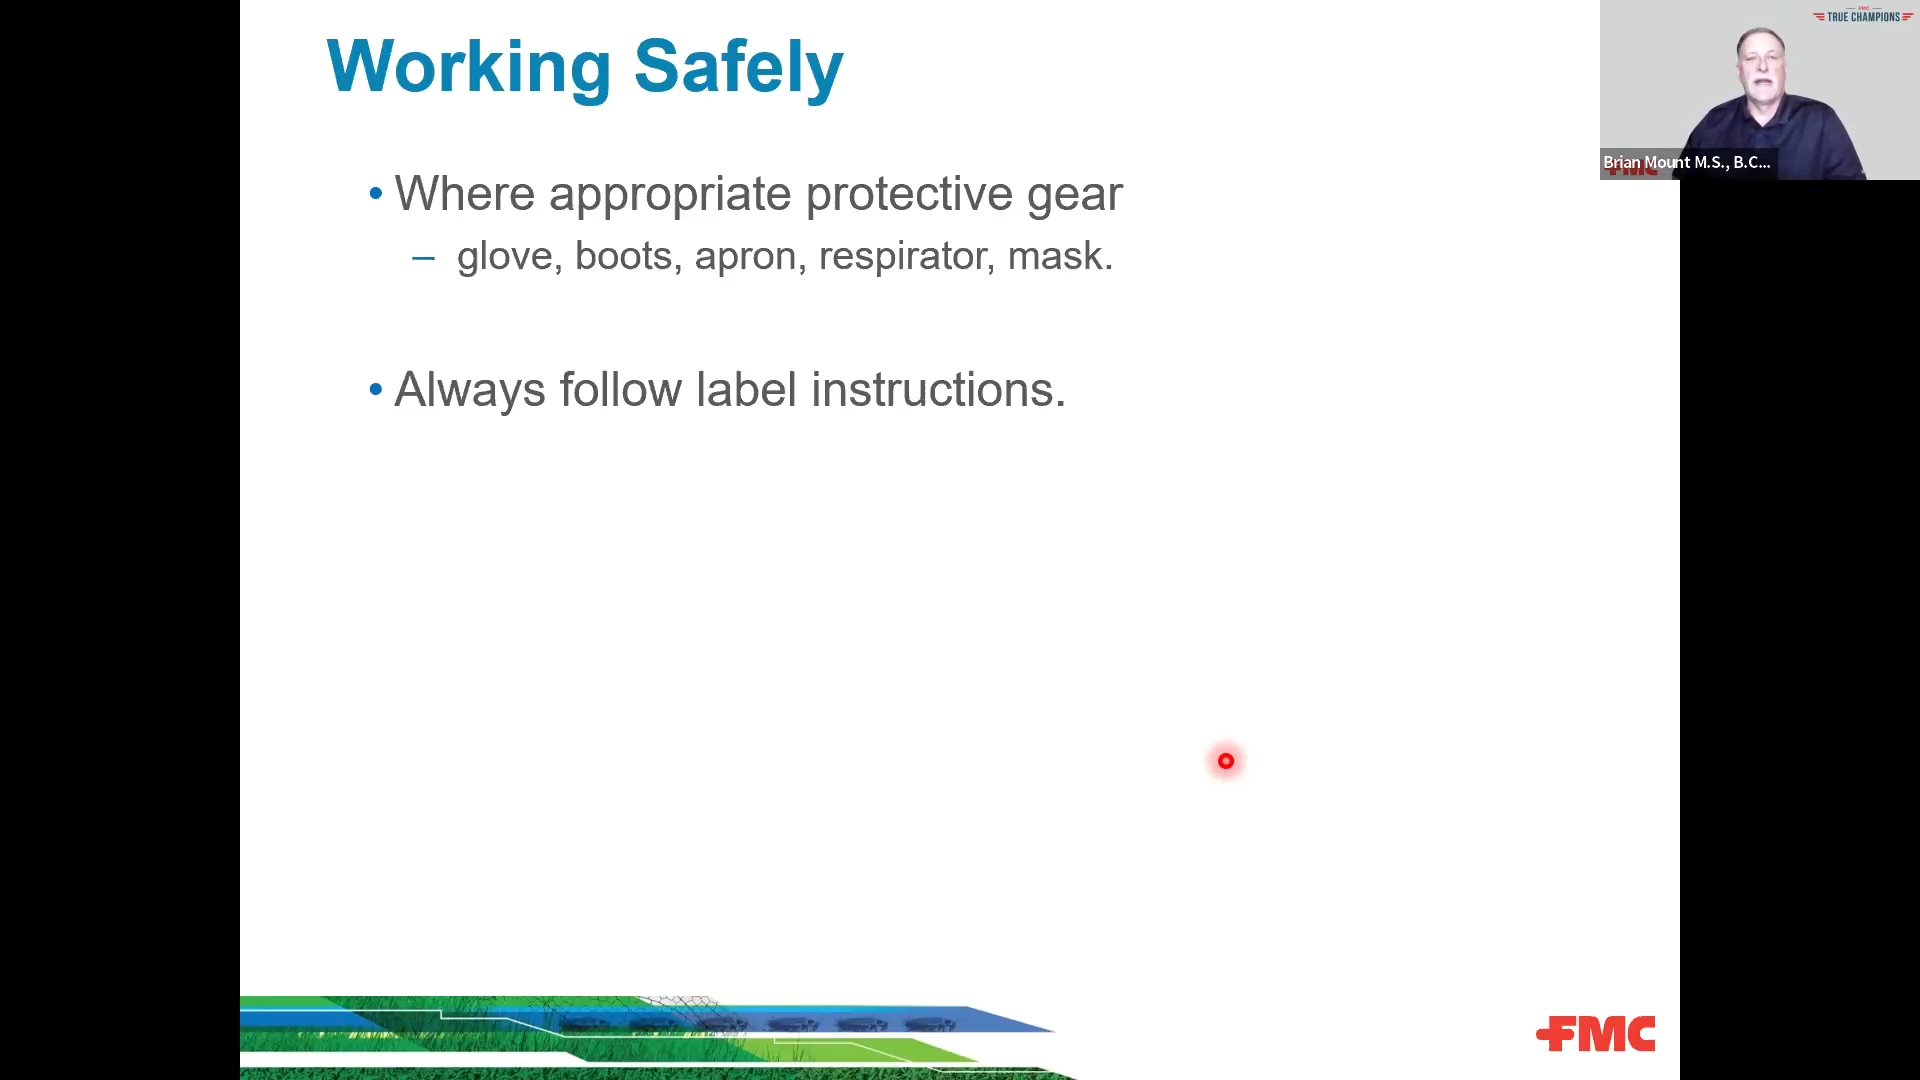 Working Safely
FMC
TRUE CHAMPIONS
Brian Mount M.S., B.C...
• Where appropriate protective gear
– glove, boots, apron, respirator, mask.
• Always follow label instructions.
FMC